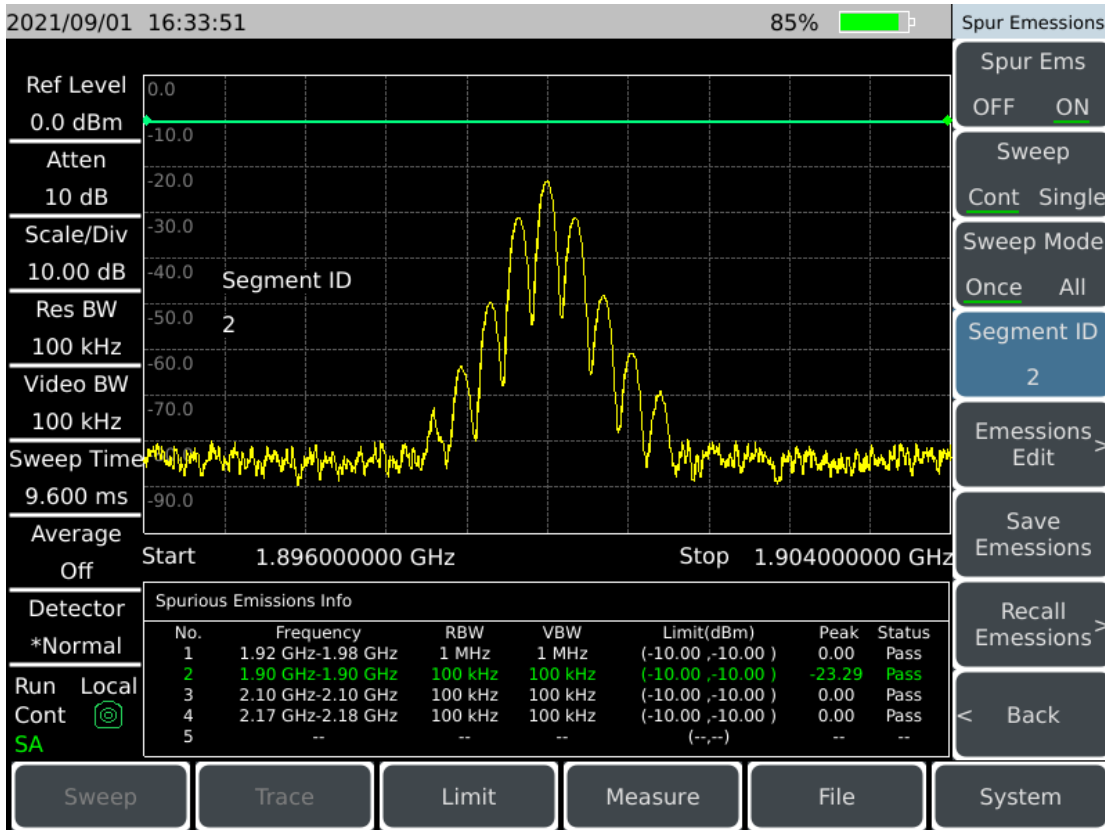 2021/09/01 16:33:51 85% Spur Emessions
Ref Level
0.0 dBm
Atten
10 dB
Scale/Div
10.00 dB
Res BW
100 kHz
Video BW
100 kHz
Sweep Time
9.600 ms
Average
Off
Detector
*Normal
Run Local
Cont
SA
0.0
-10.0
-20.0
-30.0
-40.0
-50.0
-60.0
-70.0
-90.0
Segment ID
2
Start 1.896000000 GHz Stop 1.904000000 GHz
Spurious Emissions Info
No. Frequency RBW VBW Limit(dBm) Peak Status
1 1.92 GHz-1.98 GHz 1 MHz 1 MHz (-10.00 ,-10.00 ) 0.00 Pass
2 1.90 GHz-1.90 GHz 100 kHz 100 kHz (-10.00 ,-10.00 ) -23.29 Pass
3 2.10 GHz-2.10 GHz 100 kHz 100 kHz (-10.00 ,-10.00 ) 0.00 Pass
4 2.17 GHz-2.18 GHz 100 kHz 100 kHz (-10.00 ,-10.00 ) 0.00 Pass
5 -- -- -- (--,--) -- --
Spur Ems
OFF ON
Sweep
Cont Single
Sweep Mode
Once All
Segment ID
2
Emessions >
Edit
Save
Emessions
Recall >
Emessions
< Back
Sweep Trace Limit Measure File System